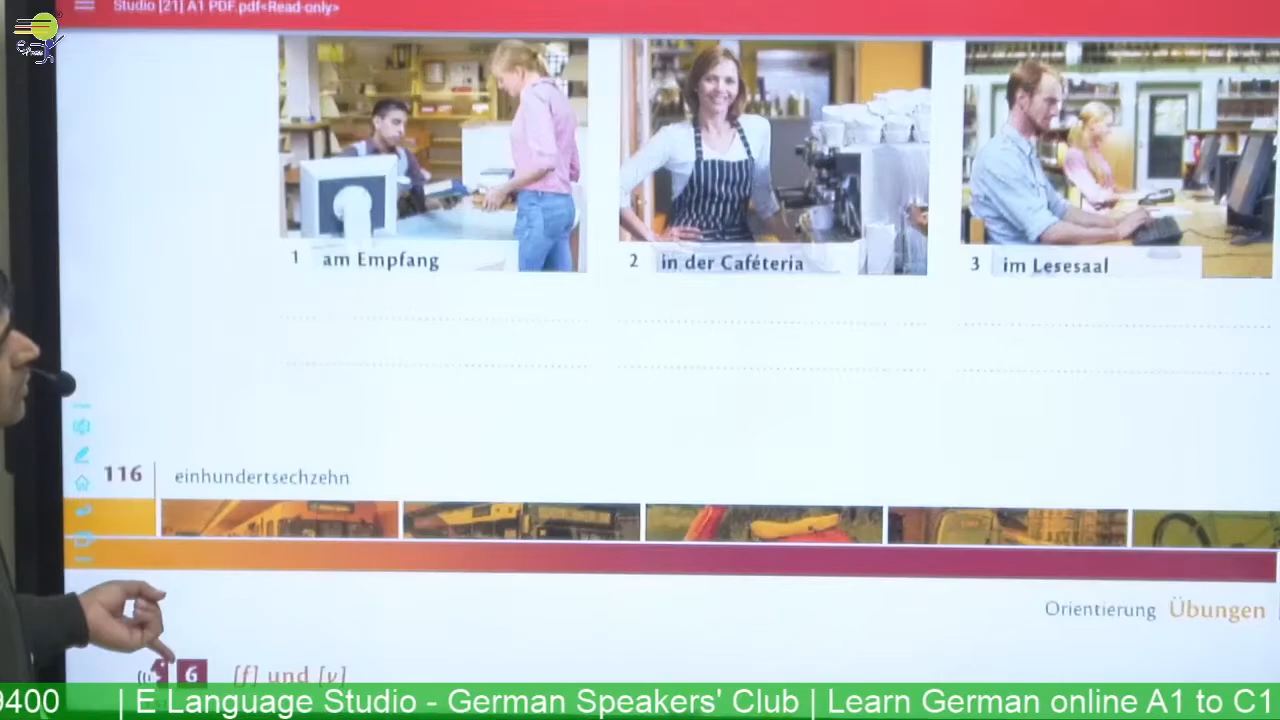 Studio [21] A1 PDF.pdf<Read-only>
1 am Empfang
2 in der Caféteria
3 im Lesesaal
116 einhundertsechzehn
Orientierung Übungen
6 [f] und [v]
9400 | E Language Studio - German Speakers' Club | Learn German online A1 to C1